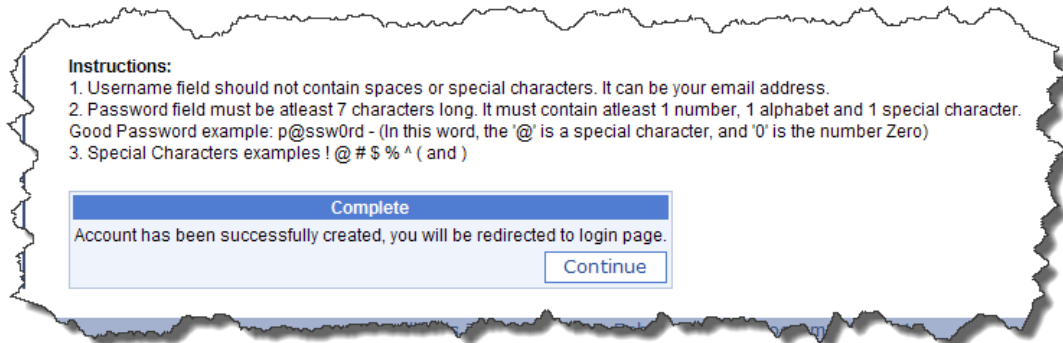 Instructions:
1. Username field should not contain spaces or special characters. It can be your email address.
2. Password field must be atleast 7 characters long. It must contain atleast 1 number, 1 alphabet and 1 special character.
Good Password example: p@ssw0rd - (In this word, the '@' is a special character, and '0' is the number Zero)
3. Special Characters examples ! @ # $ % ^ ( and )
Complete
Account has been successfully created, you will be redirected to login page.
Continue